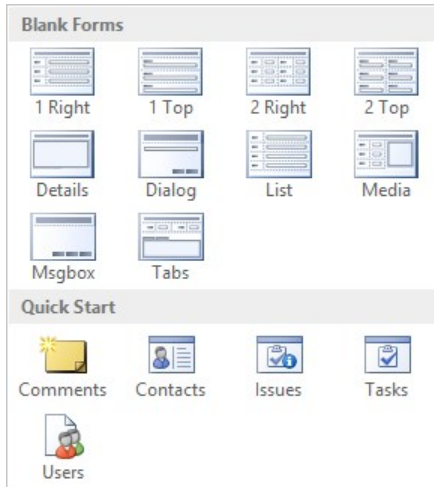 Blank Forms
1 Right 1 Top 2 Right 2 Top
Details Dialog List Media
Msgbox Tabs
Quick Start
Comments Contacts Issues Tasks
Users